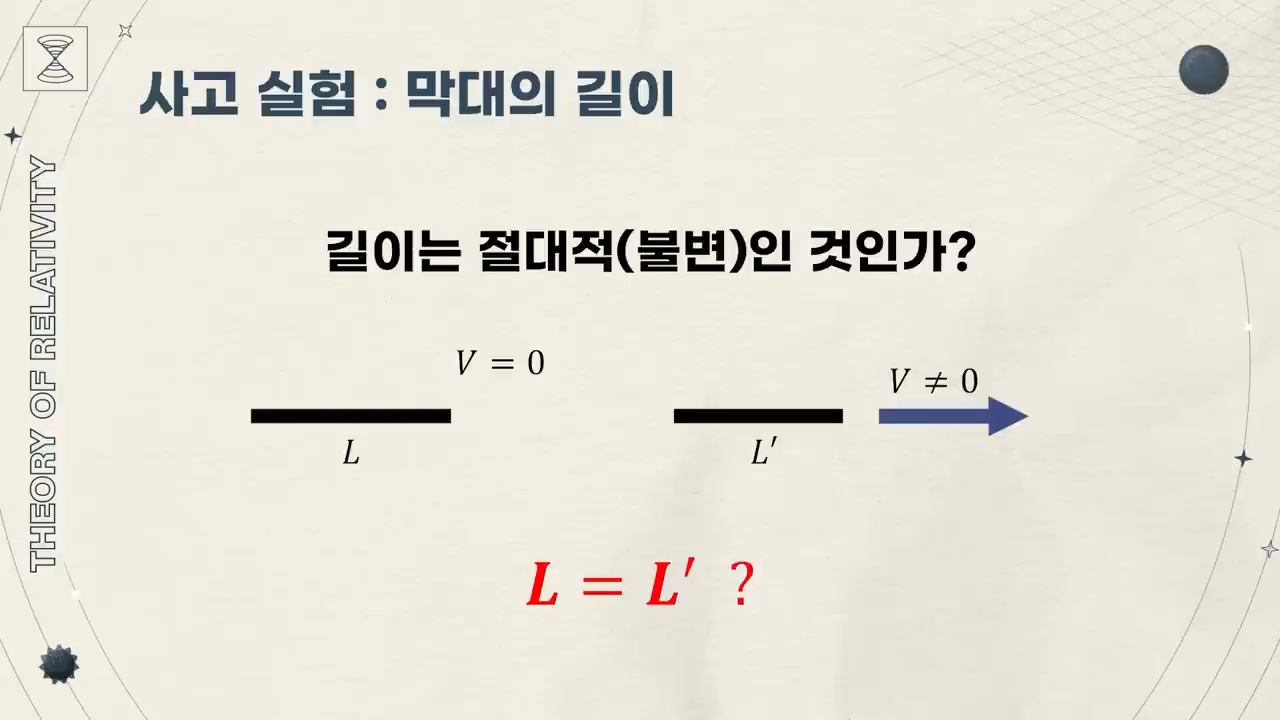 사고 실험 : 막대의 길이
THEORY OF RELATIVITY
길이는 절대적(불변)인 것인가?
V = 0
V ≠ 0
L
L′
L = L′ ?